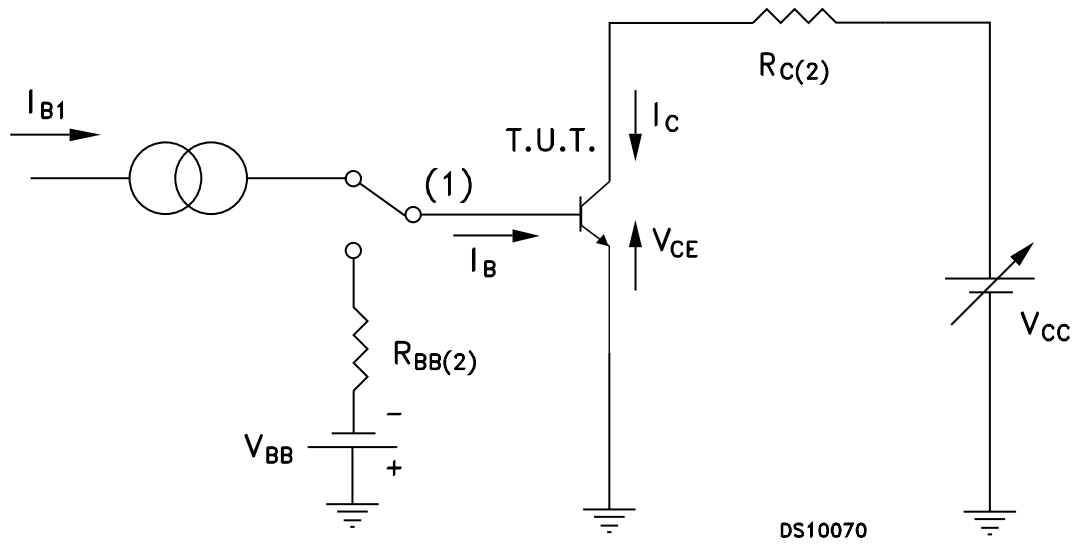 R_C(2)
I_B1
I_C
T.U.T.
(1)
V_CE
I_B
V_CC
R_BB(2)
−
V_BB
+
DS10070